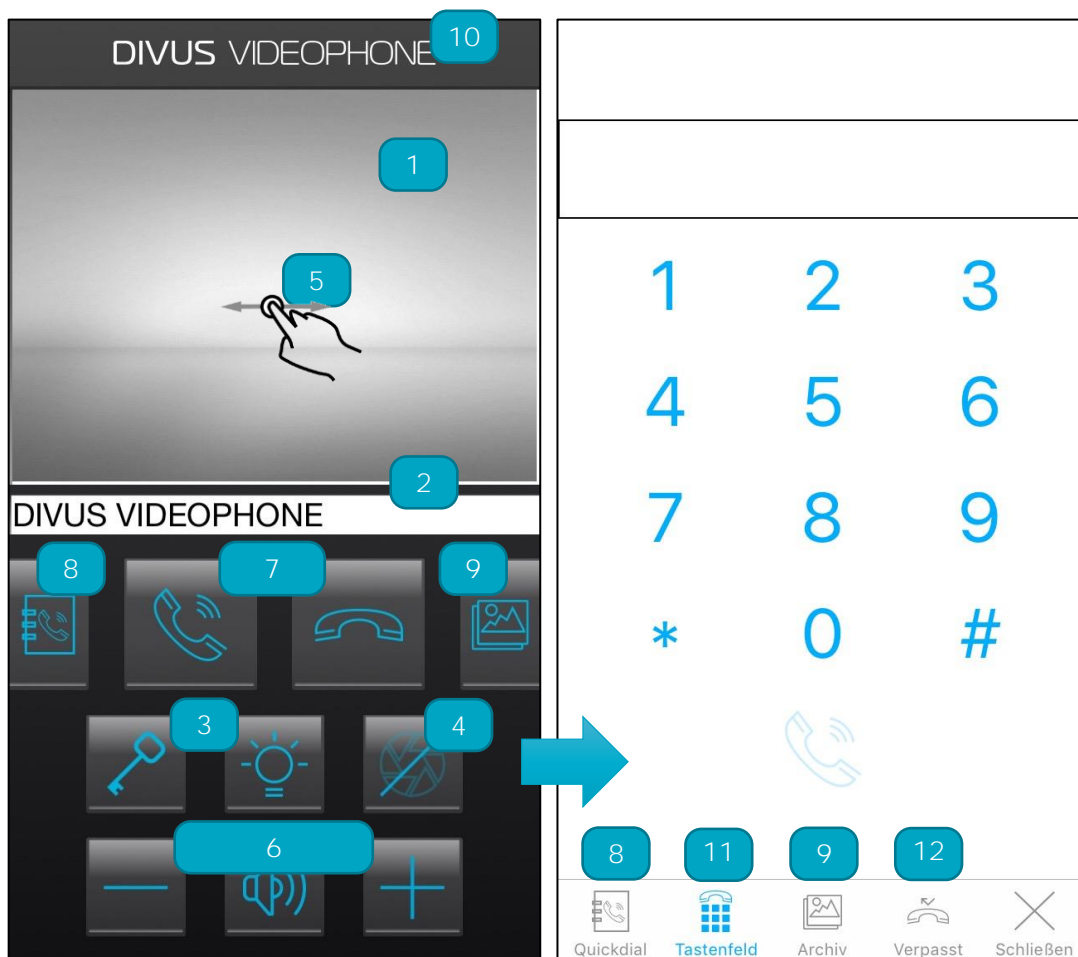 DIVUS VIDEOPHONE
10
1
5
2
DIVUS VIDEOPHONE
8
7
9
3
4
6
1 2 3
4 5 6
7 8 9
* 0 #
8 11 9 12
Quickdial Tastenfeld Archiv Verpasst Schließen